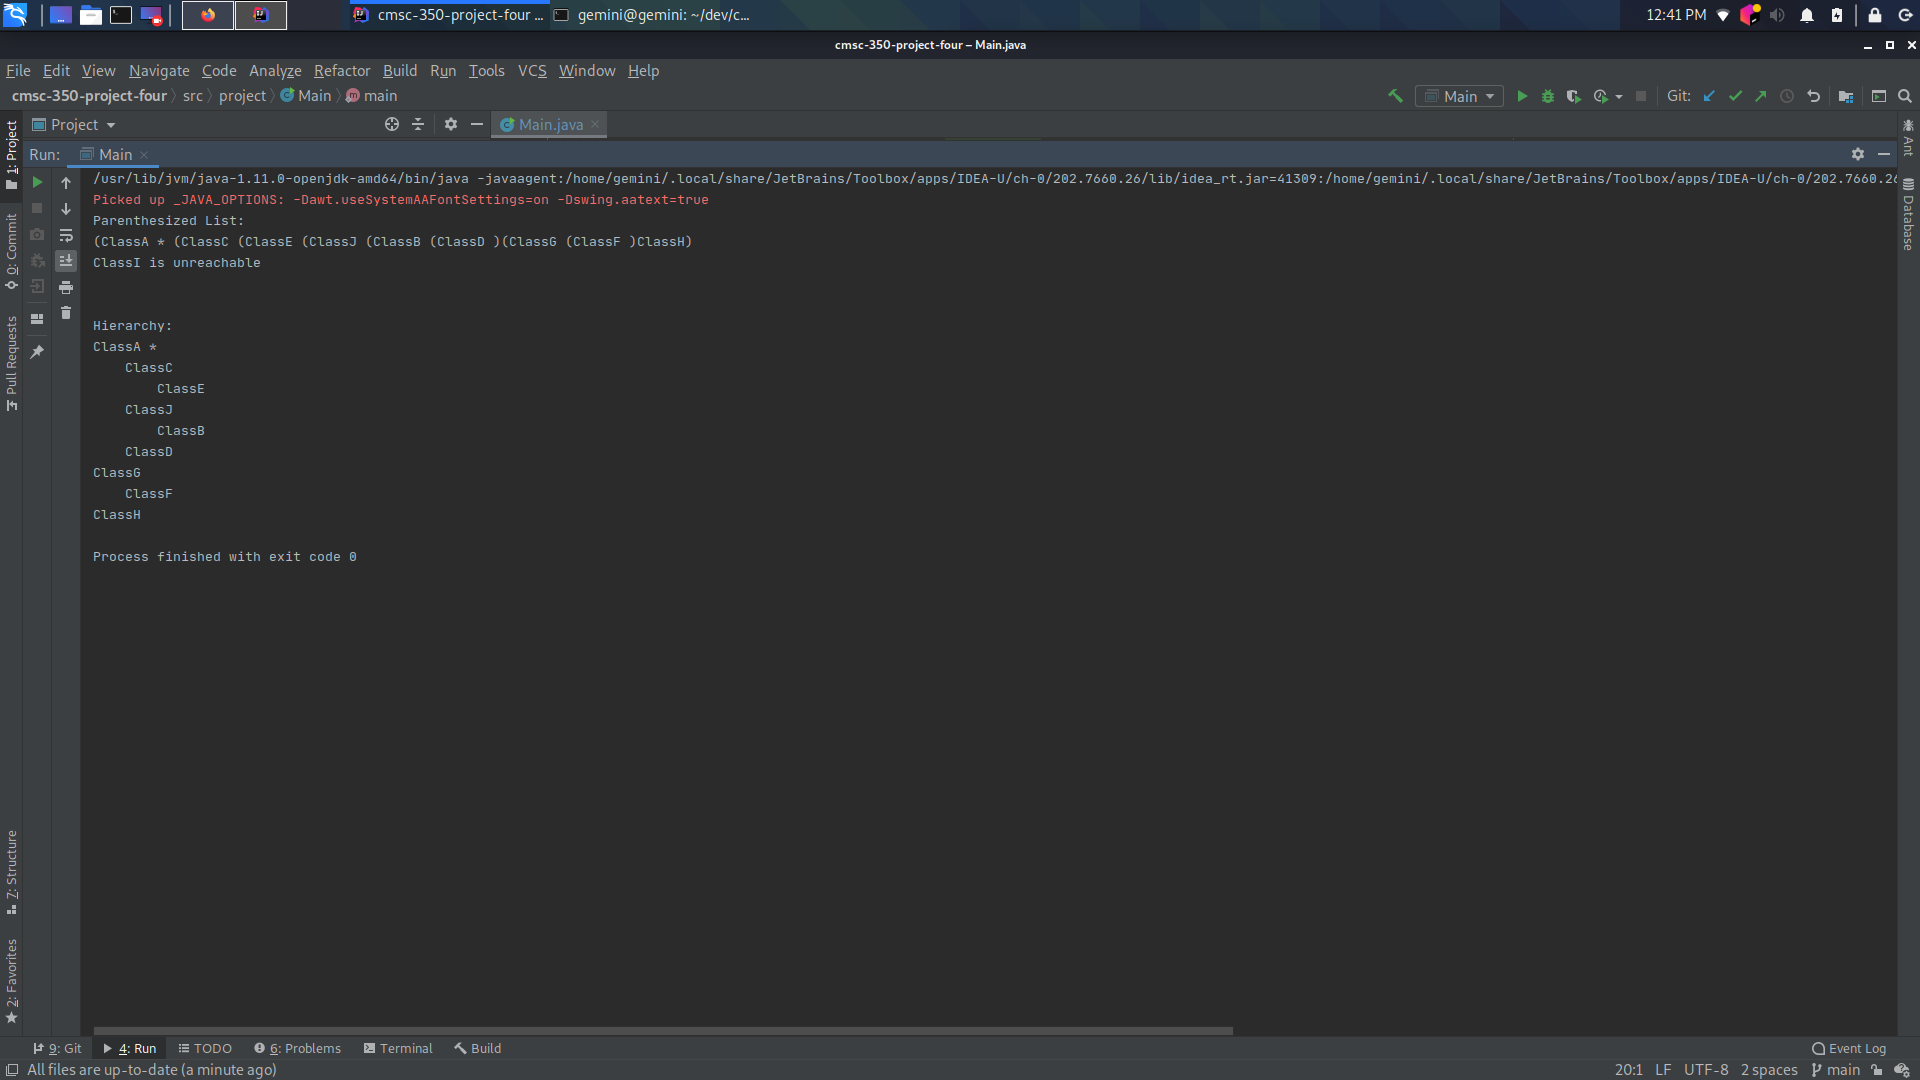 cmsc-350-project-four ...
gemini@gemini: ~/dev/c...
12:41 PM
cmsc-350-project-four – Main.java
File Edit View Navigate Code Analyze Refactor Build Run Tools VCS Window Help
cmsc-350-project-four src project Main main
Main
Git:
Project
Main.java
Run: Main
/usr/lib/jvm/java-1.11.0-openjdk-amd64/bin/java -javaagent:/home/gemini/.local/share/JetBrains/Toolbox/apps/IDEA-U/ch-0/202.7660.26/lib/idea_rt.jar=41309:/home/gemini/.local/share/JetBrains/Toolbox/apps/IDEA-U/ch-0/202.7660.26
Picked up _JAVA_OPTIONS: -Dawt.useSystemAAFontSettings=on -Dswing.aatext=true
Parenthesized List:
(ClassA * (ClassC (ClassE (ClassJ (ClassB (ClassD )(ClassG (ClassF )ClassH)
ClassI is unreachable
Hierarchy:
ClassA *
ClassC
ClassE
ClassJ
ClassB
ClassD
ClassG
ClassF
ClassH
Process finished with exit code 0
1: Project
0: Commit
Pull Requests
7: Structure
2: Favorites
Ant
Database
9: Git
4: Run
TODO
6: Problems
Terminal
Build
Event Log
All files are up-to-date (a minute ago)
20:1 LF UTF-8 2 spaces main